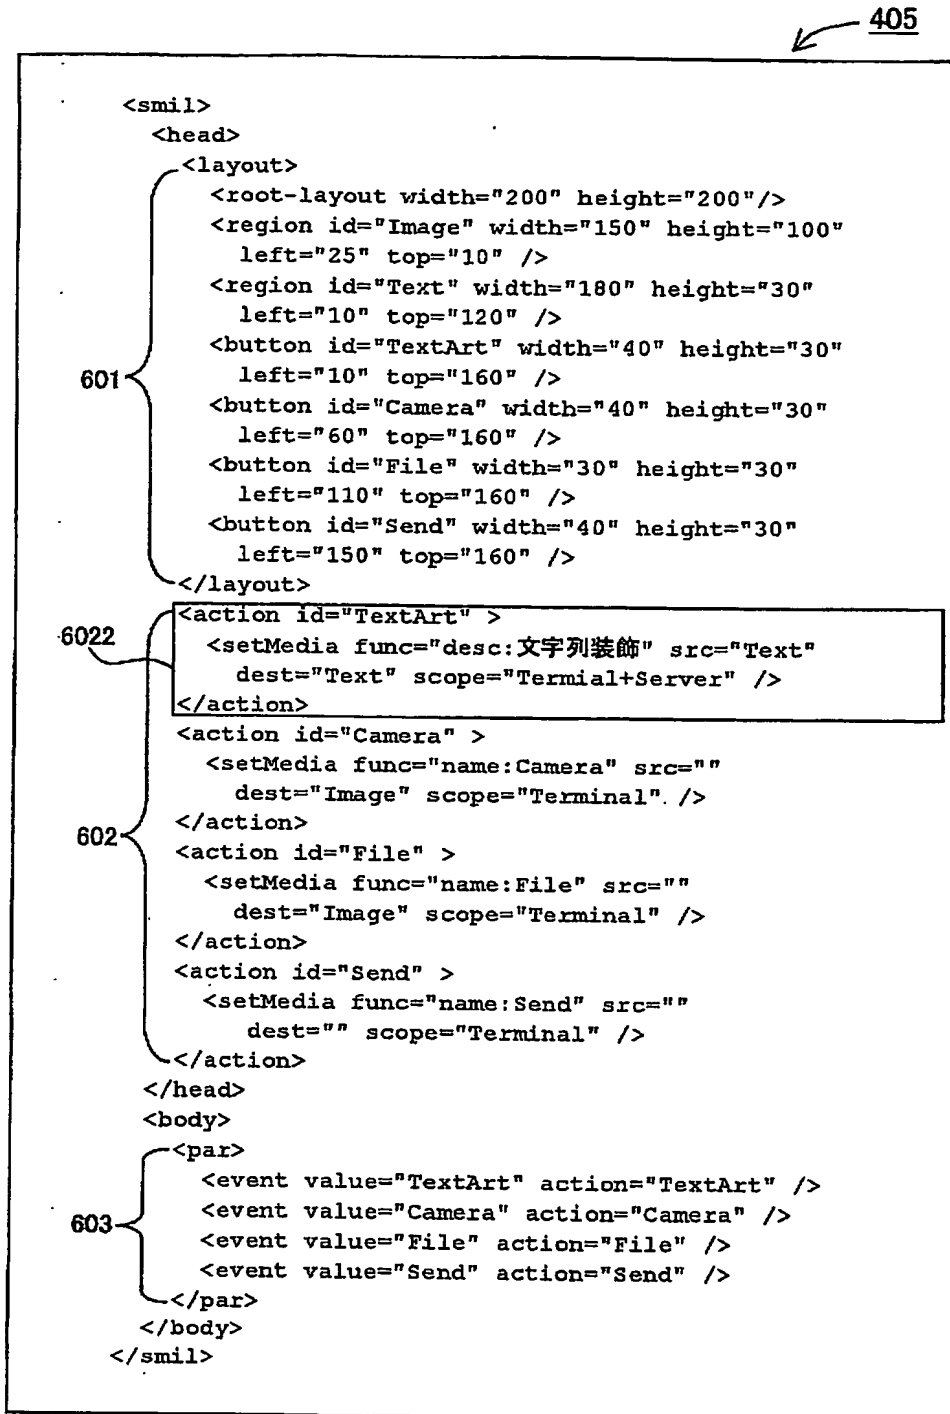 405
<smil>
<head>
<layout>
<root-layout width="200" height="200"/>
<region id="Image" width="150" height="100"
left="25" top="10" />
<region id="Text" width="180" height="30"
left="10" top="120" />
<button id="TextArt" width="40" height="30"
left="10" top="160" />
601
<button id="Camera" width="40" height="30"
left="60" top="160" />
<button id="File" width="30" height="30"
left="110" top="160" />
<button id="Send" width="40" height="30"
left="150" top="160" />
</layout>
<action id="TextArt" >
6022
<setMedia func="desc:文字列装飾" src="Text"
dest="Text" scope="Termial+Server" />
</action>
<action id="Camera" >
<setMedia func="name:Camera" src=""
dest="Image" scope="Terminal" />
</action>
602
<action id="File" >
<setMedia func="name:File" src=""
dest="Image" scope="Terminal" />
</action>
<action id="Send" >
<setMedia func="name:Send" src=""
dest="" scope="Terminal" />
</action>
</head>
<body>
<par>
<event value="TextArt" action="TextArt" />
<event value="Camera" action="Camera" />
603
<event value="File" action="File" />
<event value="Send" action="Send" />
</par>
</body>
</smil>